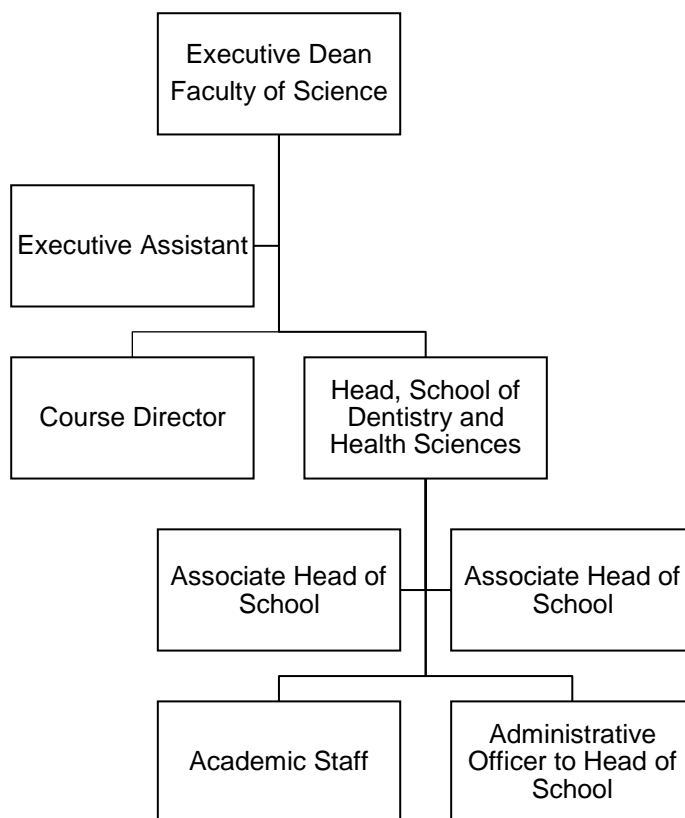 Executive Dean
Faculty of Science
Executive Assistant
Course Director
Head, School of
Dentistry and
Health Sciences
Associate Head of
School
Associate Head of
School
Academic Staff
Administrative
Officer to Head of
School